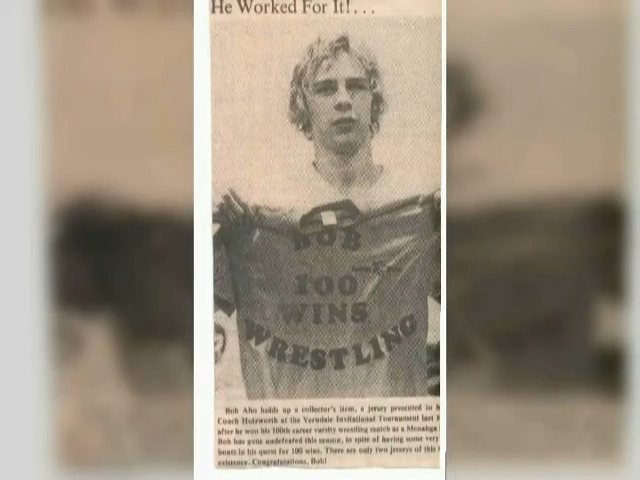 He Worked For It!...
BOB
100
WINS
WRESTLING
Bob Aho holds up a collector's item, a jersey presented to h
Coach Holzworth at the Verndale Invitational Tournament last
after he won his 100th career varsity wrestling match as a Menahga
Bob has gone undefeated this season, in spite of having some very
bouts in his quest for 100 wins. There are only two jerseys of this
existence. Congratulations, Bob!